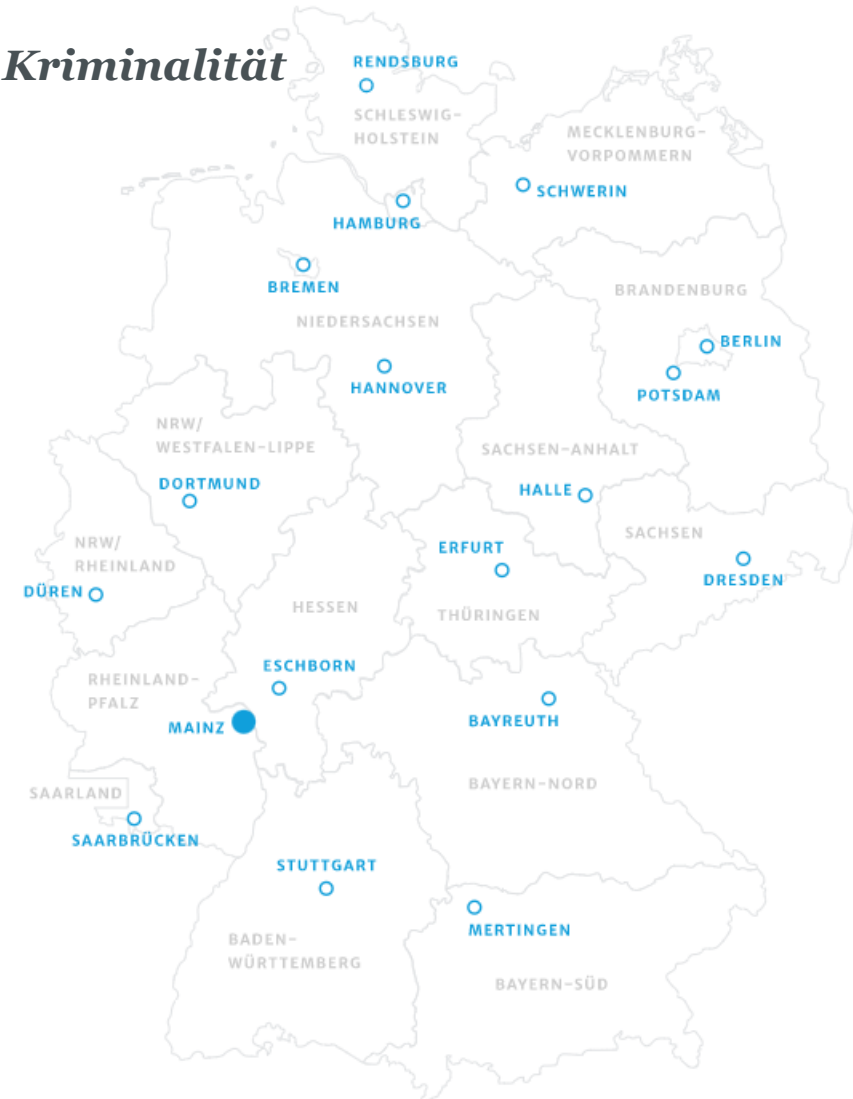 Kriminalität
RENDSBURG
SCHLESWIG-
HOLSTEIN
MECKLENBURG-
VORPOMMERN
SCHWERIN
HAMBURG
BREMEN
BRANDENBURG
NIEDERSACHSEN
BERLIN
HANNOVER
POTSDAM
NRW/
WESTFALEN-LIPPE
SACHSEN-ANHALT
DORTMUND
HALLE
SACHSEN
NRW/
RHEINLAND
ERFURT
DRESDEN
DÜREN
HESSEN
THÜRINGEN
ESCHBORN
RHEINLAND-
PFALZ
MAINZ
BAYREUTH
BAYERN-NORD
SAARLAND
SAARBRÜCKEN
STUTTGART
MERTINGEN
BADEN-
WÜRTTEMBERG
BAYERN-SÜD